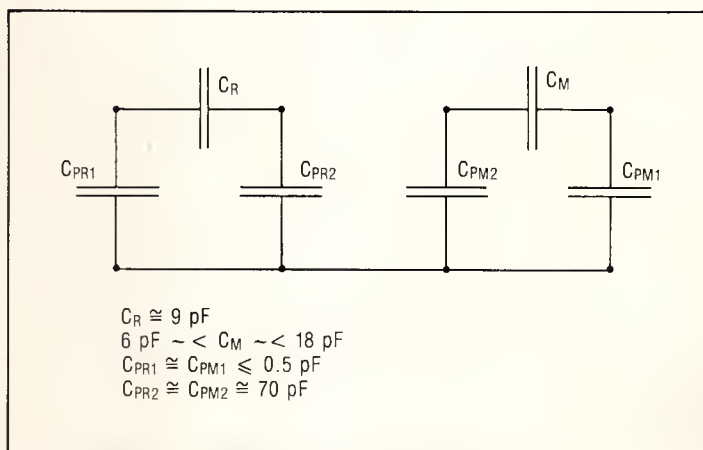 C_R
C_M
C_PR1
C_PR2
C_PM2
C_PM1
C_R ≅ 9 pF
6 pF ~< C_M ~< 18 pF
C_PR1 ≅ C_PM1 ⩽ 0.5 pF
C_PR2 ≅ C_PM2 ≅ 70 pF